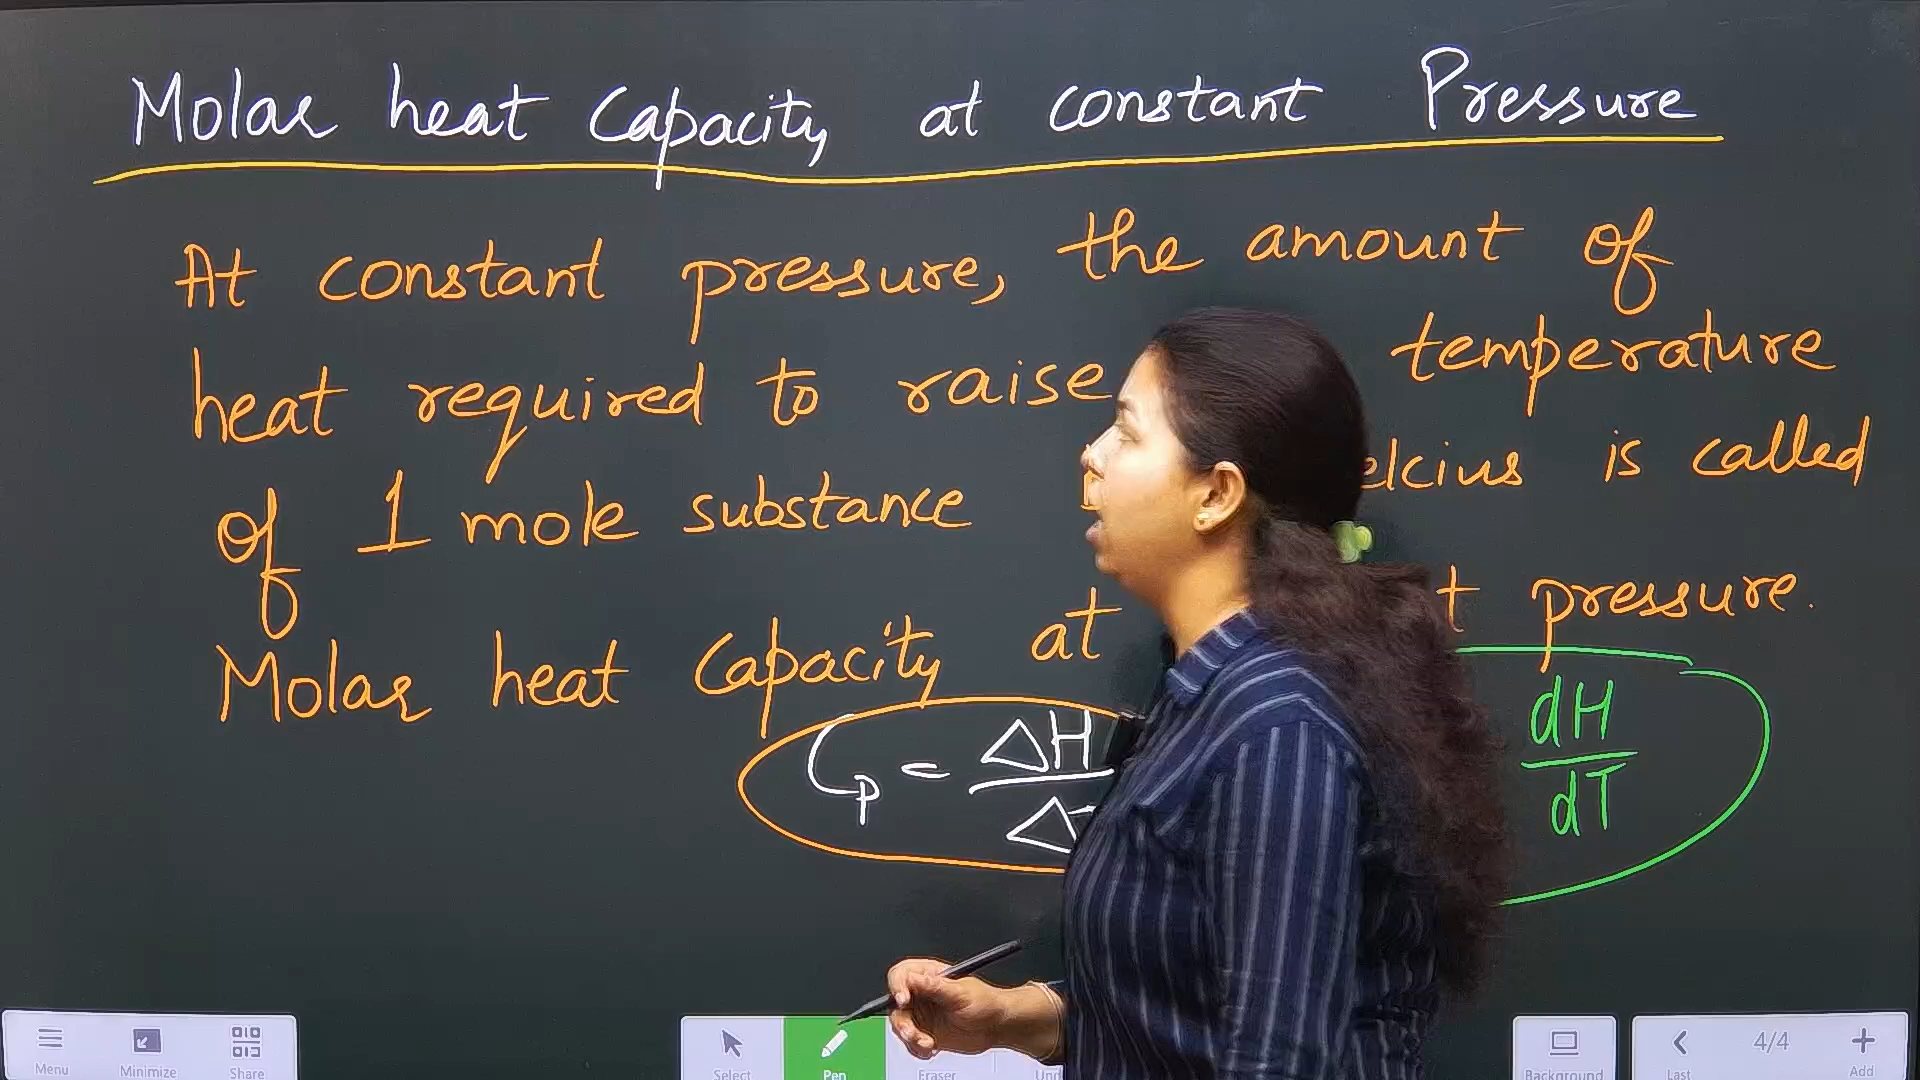 Molar heat capacity at constant Pressure
At constant pressure, the amount of
heat required to raise temperature
of 1 mole substance elcius is called
Molar heat capacity at t pressure.
Cp = ΔH dH
Δ dT
Menu Minimize Share Select Pen Eraser Und Background Last 4/4 Add